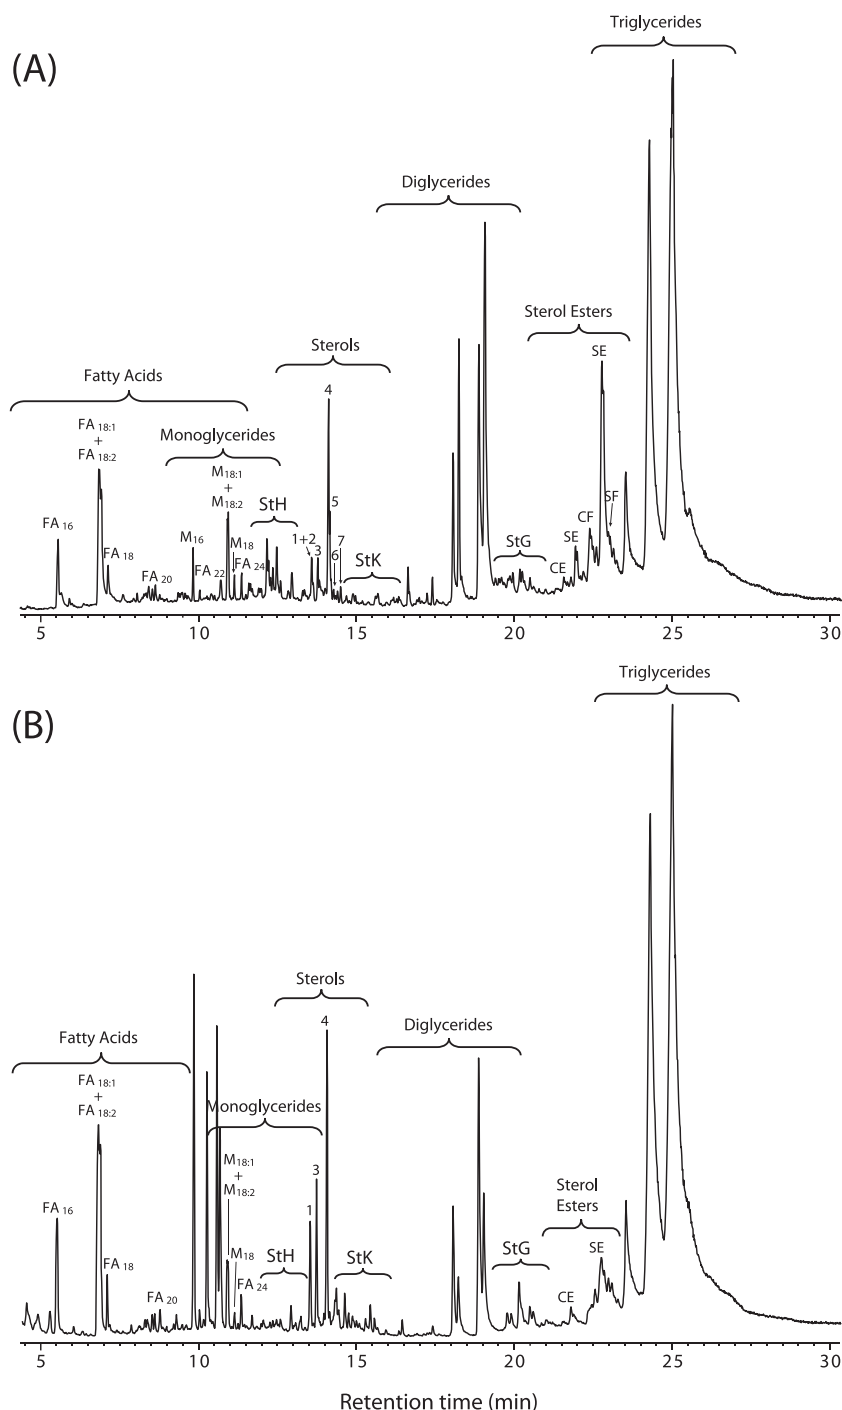 Triglycerides
(A)
Diglycerides
Sterol Esters
Sterols
SE
Fatty Acids
4
FA 18:1
+
FA 18:2
Monoglycerides
M18:1
+
M18:2
StH
5
SF
CF
FA 16
M16
M18
1+2
3
7
6
StG
SE
FA 18
FA 20
FA 22
FA 24
StK
CE
5
10
15
20
25
30
Triglycerides
(B)
Sterols
4
Diglycerides
Fatty Acids
FA 18:1
+
FA 18:2
Monoglycerides
M18:1
+
M18:2
3
1
Sterol
Esters
FA 16
M18
StH
StK
StG
SE
FA 18
FA 20
FA 24
CE
5
10
15
20
25
30
Retention time (min)